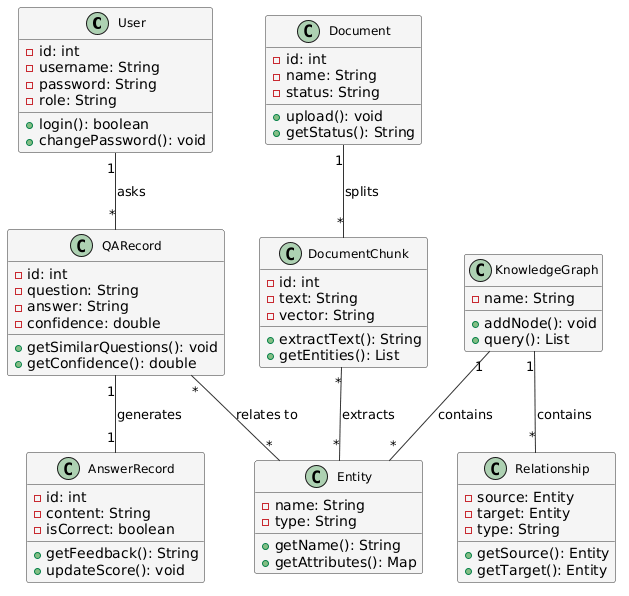 User
id: int
username: String
password: String
role: String
login(): boolean
changePassword(): void
Document
id: int
name: String
status: String
upload(): void
getStatus(): String
1
asks
*
1
splits
*
QARecord
id: int
question: String
answer: String
confidence: double
getSimilarQuestions(): void
getConfidence(): double
DocumentChunk
id: int
text: String
vector: String
extractText(): String
getEntities(): List
KnowledgeGraph
name: String
addNode(): void
query(): List
1
generates
1
*
relates to
*
*
extracts
*
1
contains
*
1
contains
*
AnswerRecord
id: int
content: String
isCorrect: boolean
getFeedback(): String
updateScore(): void
Entity
name: String
type: String
getName(): String
getAttributes(): Map
Relationship
source: Entity
target: Entity
type: String
getSource(): Entity
getTarget(): Entity